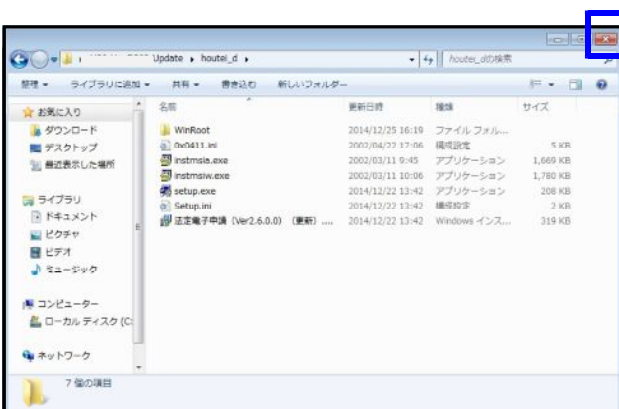 Update ▸ houtei_d ▸
houtei_dの検索
整理 ▾ ライブラリに追加 ▾ 共有 ▾ 書き込む 新しいフォルダー
名前 更新日時 種類 サイズ
お気に入り
ダウンロード
デスクトップ
最近表示した場所
ライブラリ
ドキュメント
ピクチャ
ビデオ
ミュージック
コンピューター
ローカル ディスク (C:
ネットワーク
WinRoot 2014/12/25 16:19 ファイル フォル...
0x0411.ini 2002/04/22 17:06 構成設定 5 KB
instmsia.exe 2002/03/11 9:45 アプリケーション 1,669 KB
instmsiw.exe 2002/03/11 10:06 アプリケーション 1,780 KB
setup.exe 2014/12/22 13:42 アプリケーション 208 KB
Setup.ini 2014/12/22 13:42 構成設定 2 KB
法定電子申請（Ver2.6.0.0）（更新）.... 2014/12/22 13:42 Windows インス... 319 KB
7 個の項目